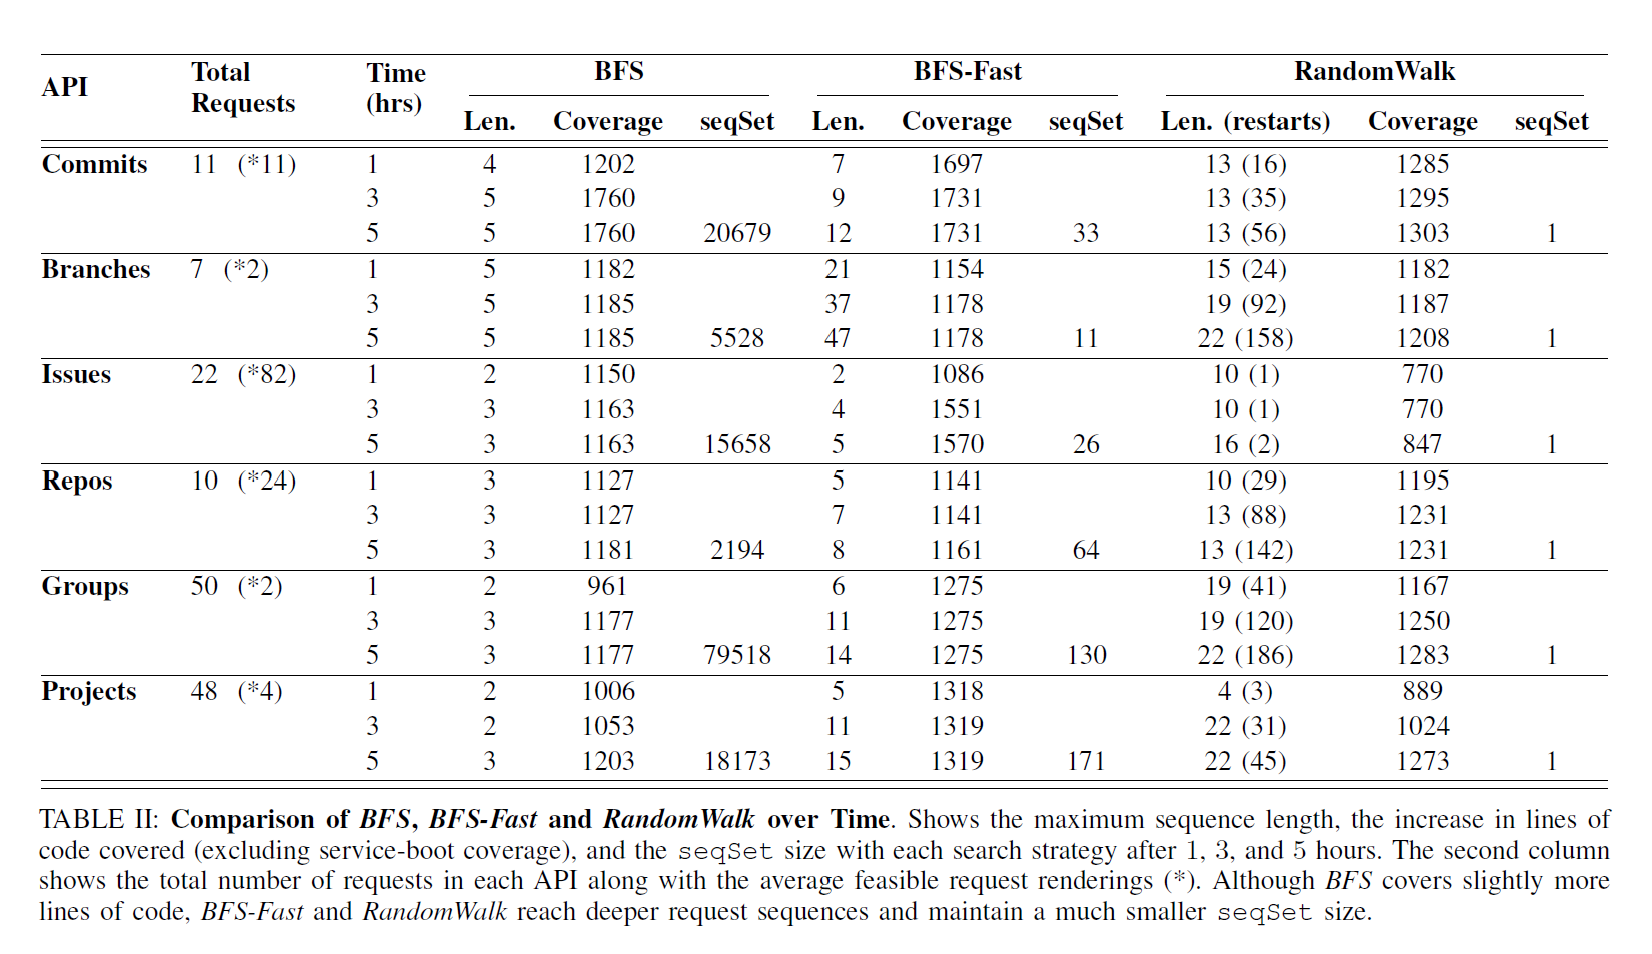 API Total Requests Time (hrs) BFS BFS-Fast RandomWalk
Len. Coverage seqSet Len. Coverage seqSet Len. (restarts) Coverage seqSet
Commits 11 (*11) 1 4 1202 7 1697 13 (16) 1285
3 5 1760 9 1731 13 (35) 1295
5 5 1760 20679 12 1731 33 13 (56) 1303 1
Branches 7 (*2) 1 5 1182 21 1154 15 (24) 1182
3 5 1185 37 1178 19 (92) 1187
5 5 1185 5528 47 1178 11 22 (158) 1208 1
Issues 22 (*82) 1 2 1150 2 1086 10 (1) 770
3 3 1163 4 1551 10 (1) 770
5 3 1163 15658 5 1570 26 16 (2) 847 1
Repos 10 (*24) 1 3 1127 5 1141 10 (29) 1195
3 3 1127 7 1141 13 (88) 1231
5 3 1181 2194 8 1161 64 13 (142) 1231 1
Groups 50 (*2) 1 2 961 6 1275 19 (41) 1167
3 3 1177 11 1275 19 (120) 1250
5 3 1177 79518 14 1275 130 22 (186) 1283 1
Projects 48 (*4) 1 2 1006 5 1318 4 (3) 889
3 2 1053 11 1319 22 (31) 1024
5 3 1203 18173 15 1319 171 22 (45) 1273 1
TABLE II: Comparison of BFS, BFS-Fast and RandomWalk over Time. Shows the maximum sequence length, the increase in lines of
code covered (excluding service-boot coverage), and the seqSet size with each search strategy after 1, 3, and 5 hours. The second column
shows the total number of requests in each API along with the average feasible request renderings (*). Although BFS covers slightly more
lines of code, BFS-Fast and RandomWalk reach deeper request sequences and maintain a much smaller seqSet size.